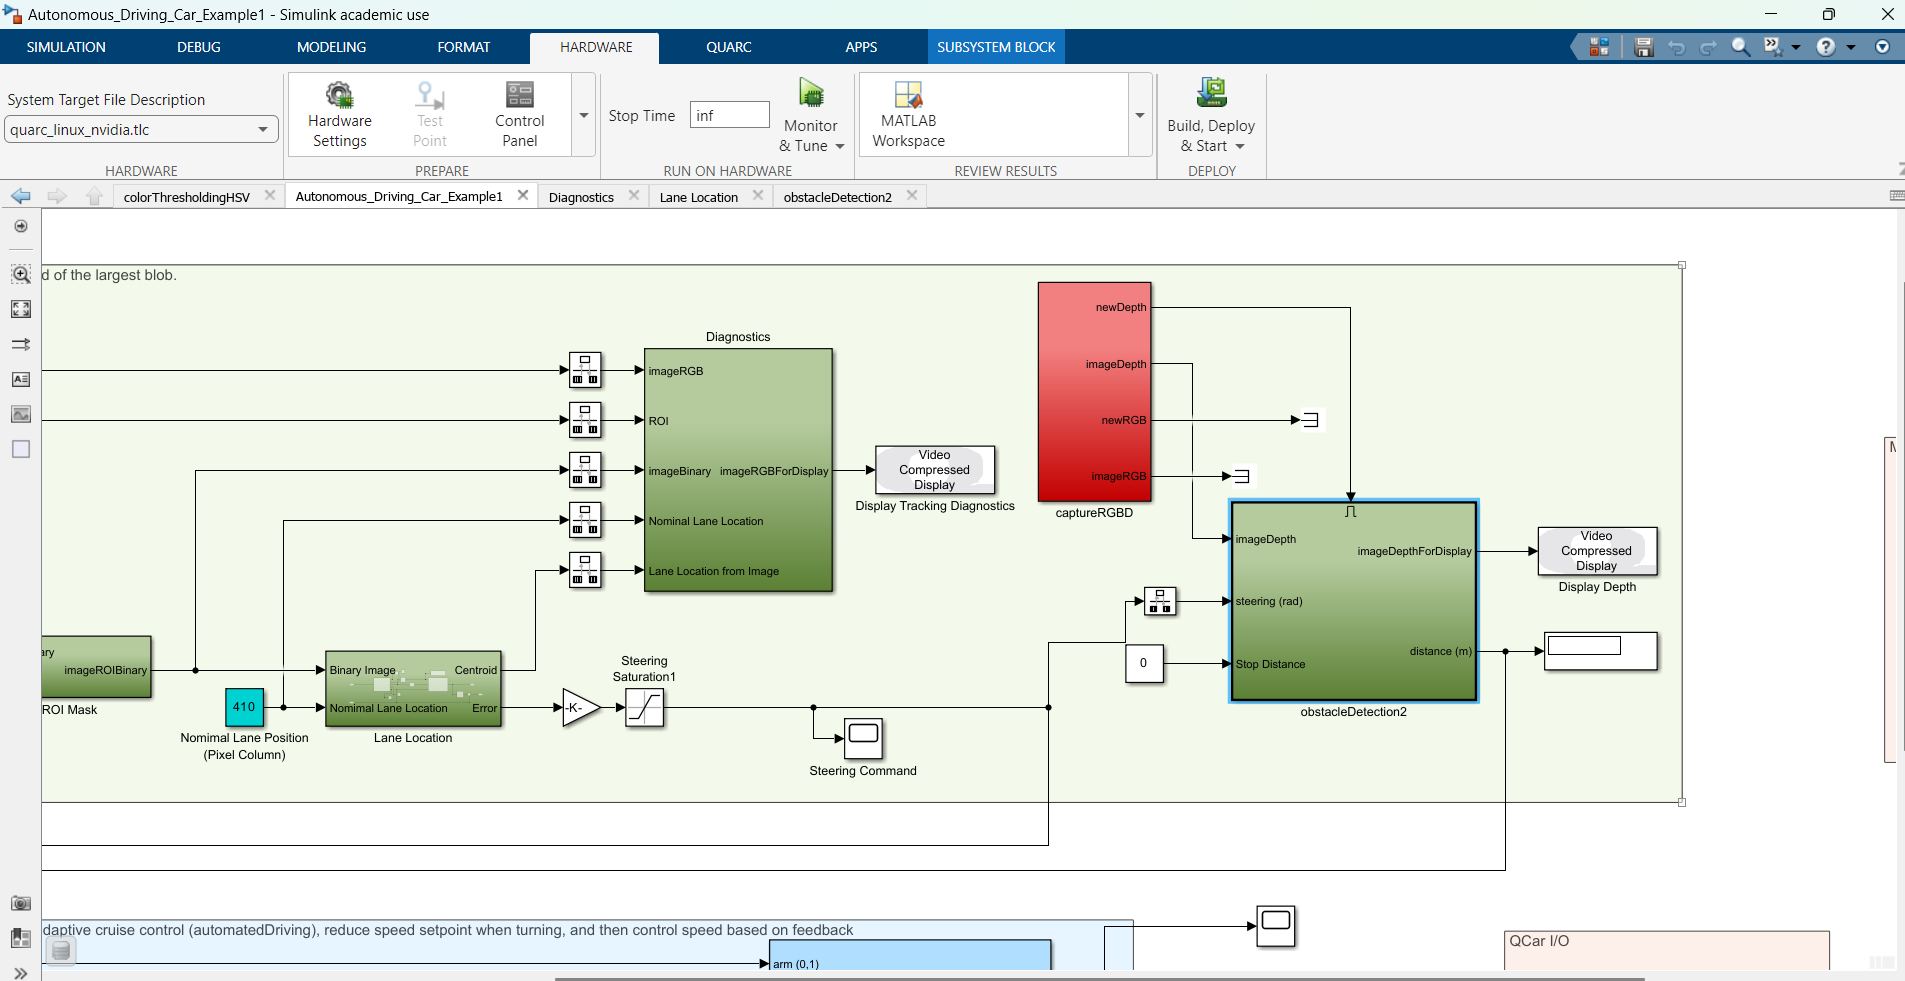 Autonomous_Driving_Car_Example1 - Simulink academic use
SIMULATION
DEBUG
MODELING
FORMAT
HARDWARE
QUARC
APPS
SUBSYSTEM BLOCK
System Target File Description
quarc_linux_nvidia.tlc
HARDWARE
Hardware
Settings
Test
Point
Control
Panel
PREPARE
Stop Time
inf
Monitor
& Tune
RUN ON HARDWARE
MATLAB
Workspace
REVIEW RESULTS
Build, Deploy
& Start
DEPLOY
colorThresholdingHSV
Autonomous_Driving_Car_Example1
Diagnostics
Lane Location
obstacleDetection2
d of the largest blob.
Diagnostics
imageRGB
ROI
imageBinary
imageRGBForDisplay
Nominal Lane Location
Lane Location from Image
Video
Compressed
Display
Display Tracking Diagnostics
newDepth
imageDepth
newRGB
imageRGB
captureRGBD
imageDepth
imageDepthForDisplay
steering (rad)
Stop Distance
distance (m)
obstacleDetection2
0
Video
Compressed
Display
Display Depth
ary
imageROIBinary
ROI Mask
410
Nomimal Lane Position
(Pixel Column)
Binary Image
Centroid
Nomimal Lane Location
Error
Lane Location
-K-
Steering
Saturation1
Steering Command
daptive cruise control (automatedDriving), reduce speed setpoint when turning, and then control speed based on feedback
arm (0,1)
QCar I/O